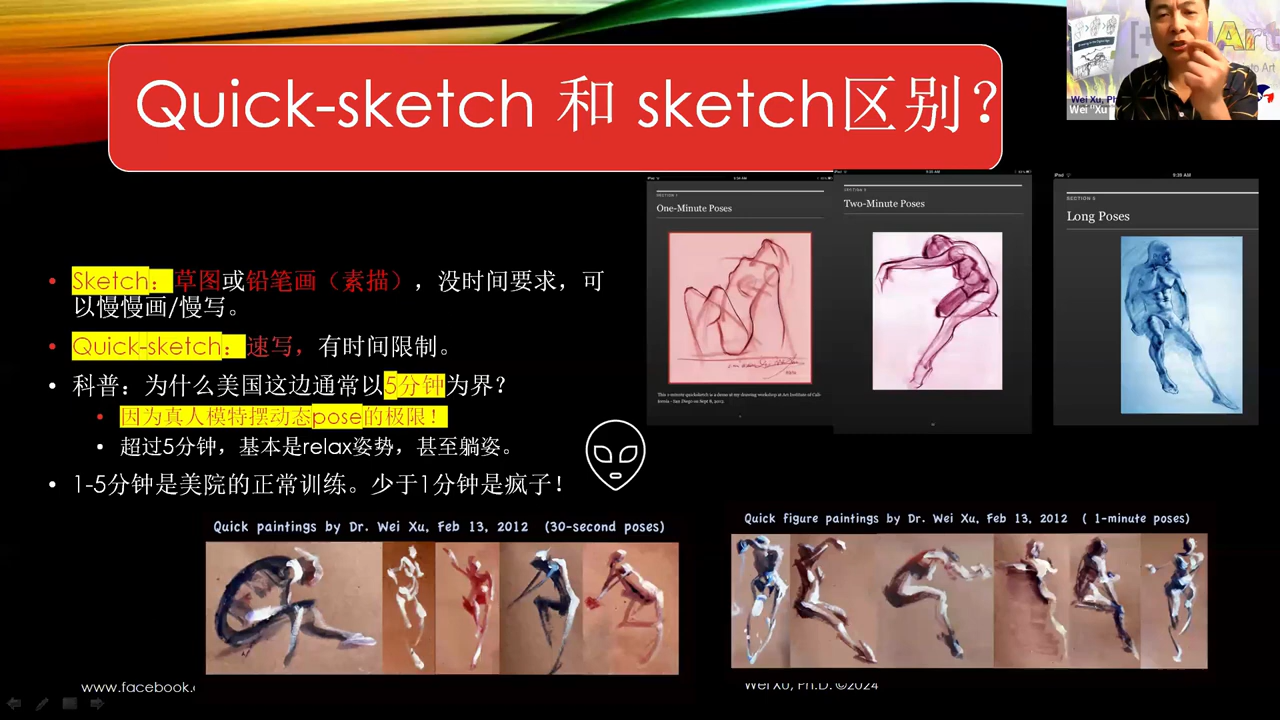 Quick-sketch 和 sketch区别？
Wei Xu, Ph
Wei "Xu
Art
to Art
One-Minute Poses
Two-Minute Poses
Long Poses
Sketch：草图或铅笔画（素描），没时间要求，可
以慢慢画/慢写。
Quick-sketch：速写，有时间限制。
科普：为什么美国这边通常以5分钟为界？
因为真人模特摆动态pose的极限！
超过5分钟，基本是relax姿势，甚至躺姿。
1-5分钟是美院的正常训练。少于1分钟是疯子！
Quick paintings by Dr. Wei Xu, Feb 13, 2012 (30-second poses)
Quick figure paintings by Dr. Wei Xu, Feb 13, 2012 ( 1-minute poses)
www.facebook.
Wei Xu, Ph.D. ©2024